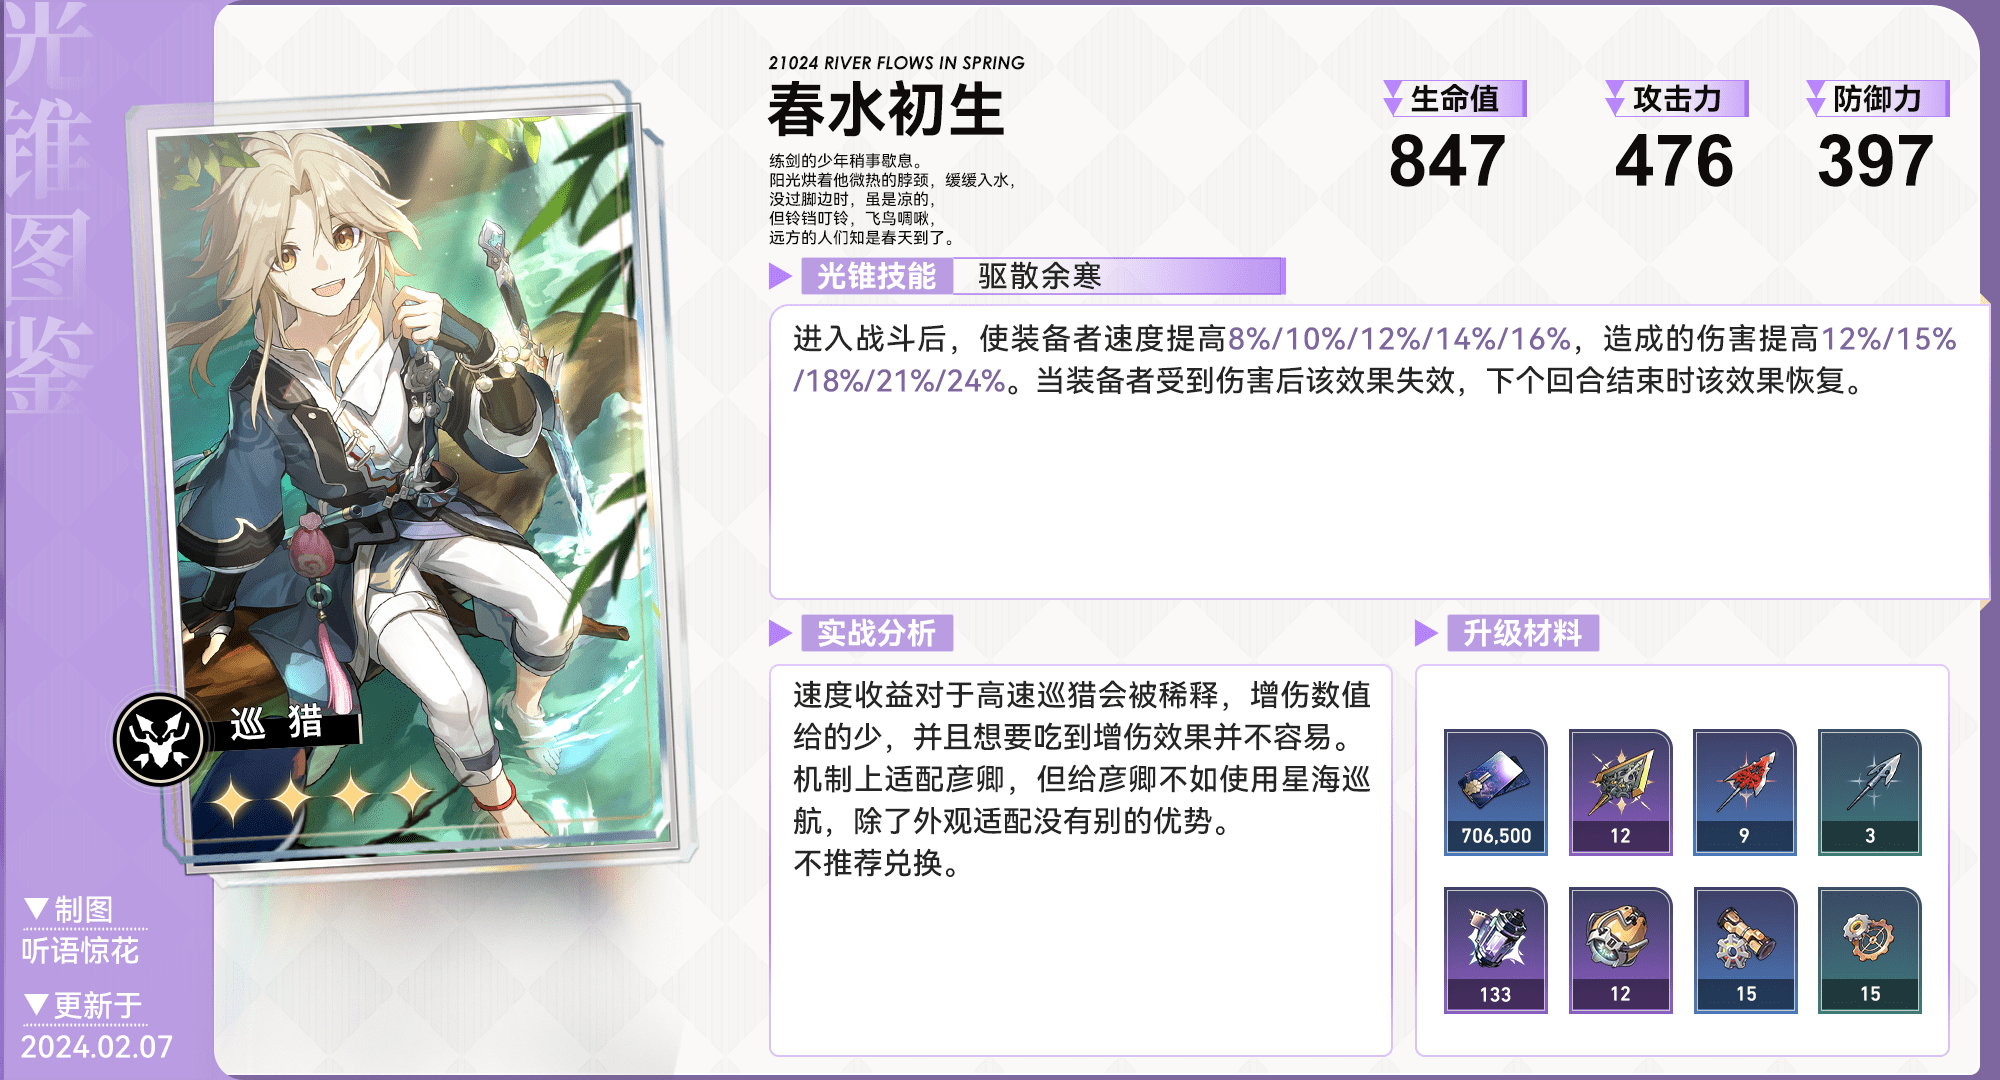 光锥图鉴
21024 RIVER FLOWS IN SPRING
春水初生
练剑的少年稍事歇息。
阳光烘着他微热的脖颈，缓缓入水，
没过脚边时，虽是凉的，
但铃铛叮铃，飞鸟啁啾，
远方的人们知是春天到了。
生命值
847
攻击力
476
防御力
397
光锥技能
驱散余寒
进入战斗后，使装备者速度提高8%/10%/12%/14%/16%，造成的伤害提高12%/15%
/18%/21%/24%。当装备者受到伤害后该效果失效，下个回合结束时该效果恢复。
巡猎
实战分析
速度收益对于高速巡猎会被稀释，增伤数值
给的少，并且想要吃到增伤效果并不容易。
机制上适配彦卿，但给彦卿不如使用星海巡
航，除了外观适配没有别的优势。
不推荐兑换。
升级材料
706,500
12
9
3
133
12
15
15
▼制图
听语惊花
▼更新于
2024.02.07